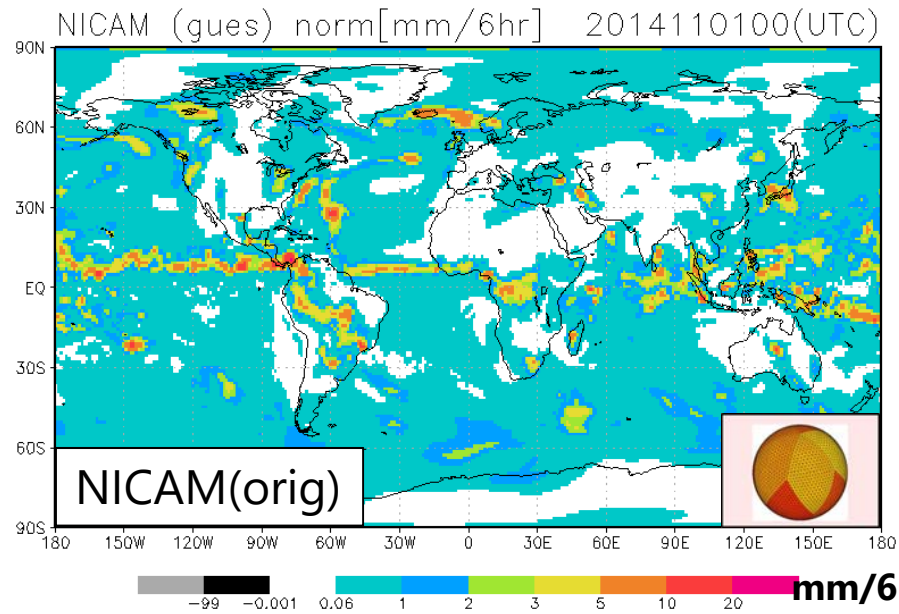 NICAM (gues) norm[mm/6hr] 2014110100(UTC)
90N
60N
30N
EQ
30S
60S
90S
NICAM(orig)
180 150W 120W 90W 60W 30W 0 30E 60E 90E 120E 150E 180
-99 -0.001 0.06 1 2 3 5 10 20 mm/6